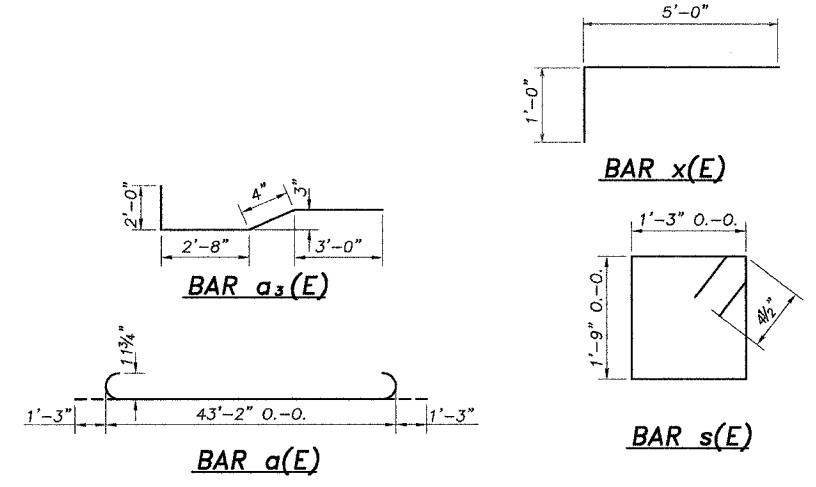 5'-0"
1'-0"
BAR x(E)
2'-0"
4"
3"
2'-8"
3'-0"
BAR a₃(E)
1'-3" O.-O.
1'-9" O.-O.
4½"
BAR s(E)
11¾"
1'-3"
43'-2" O.-O.
1'-3"
BAR a(E)